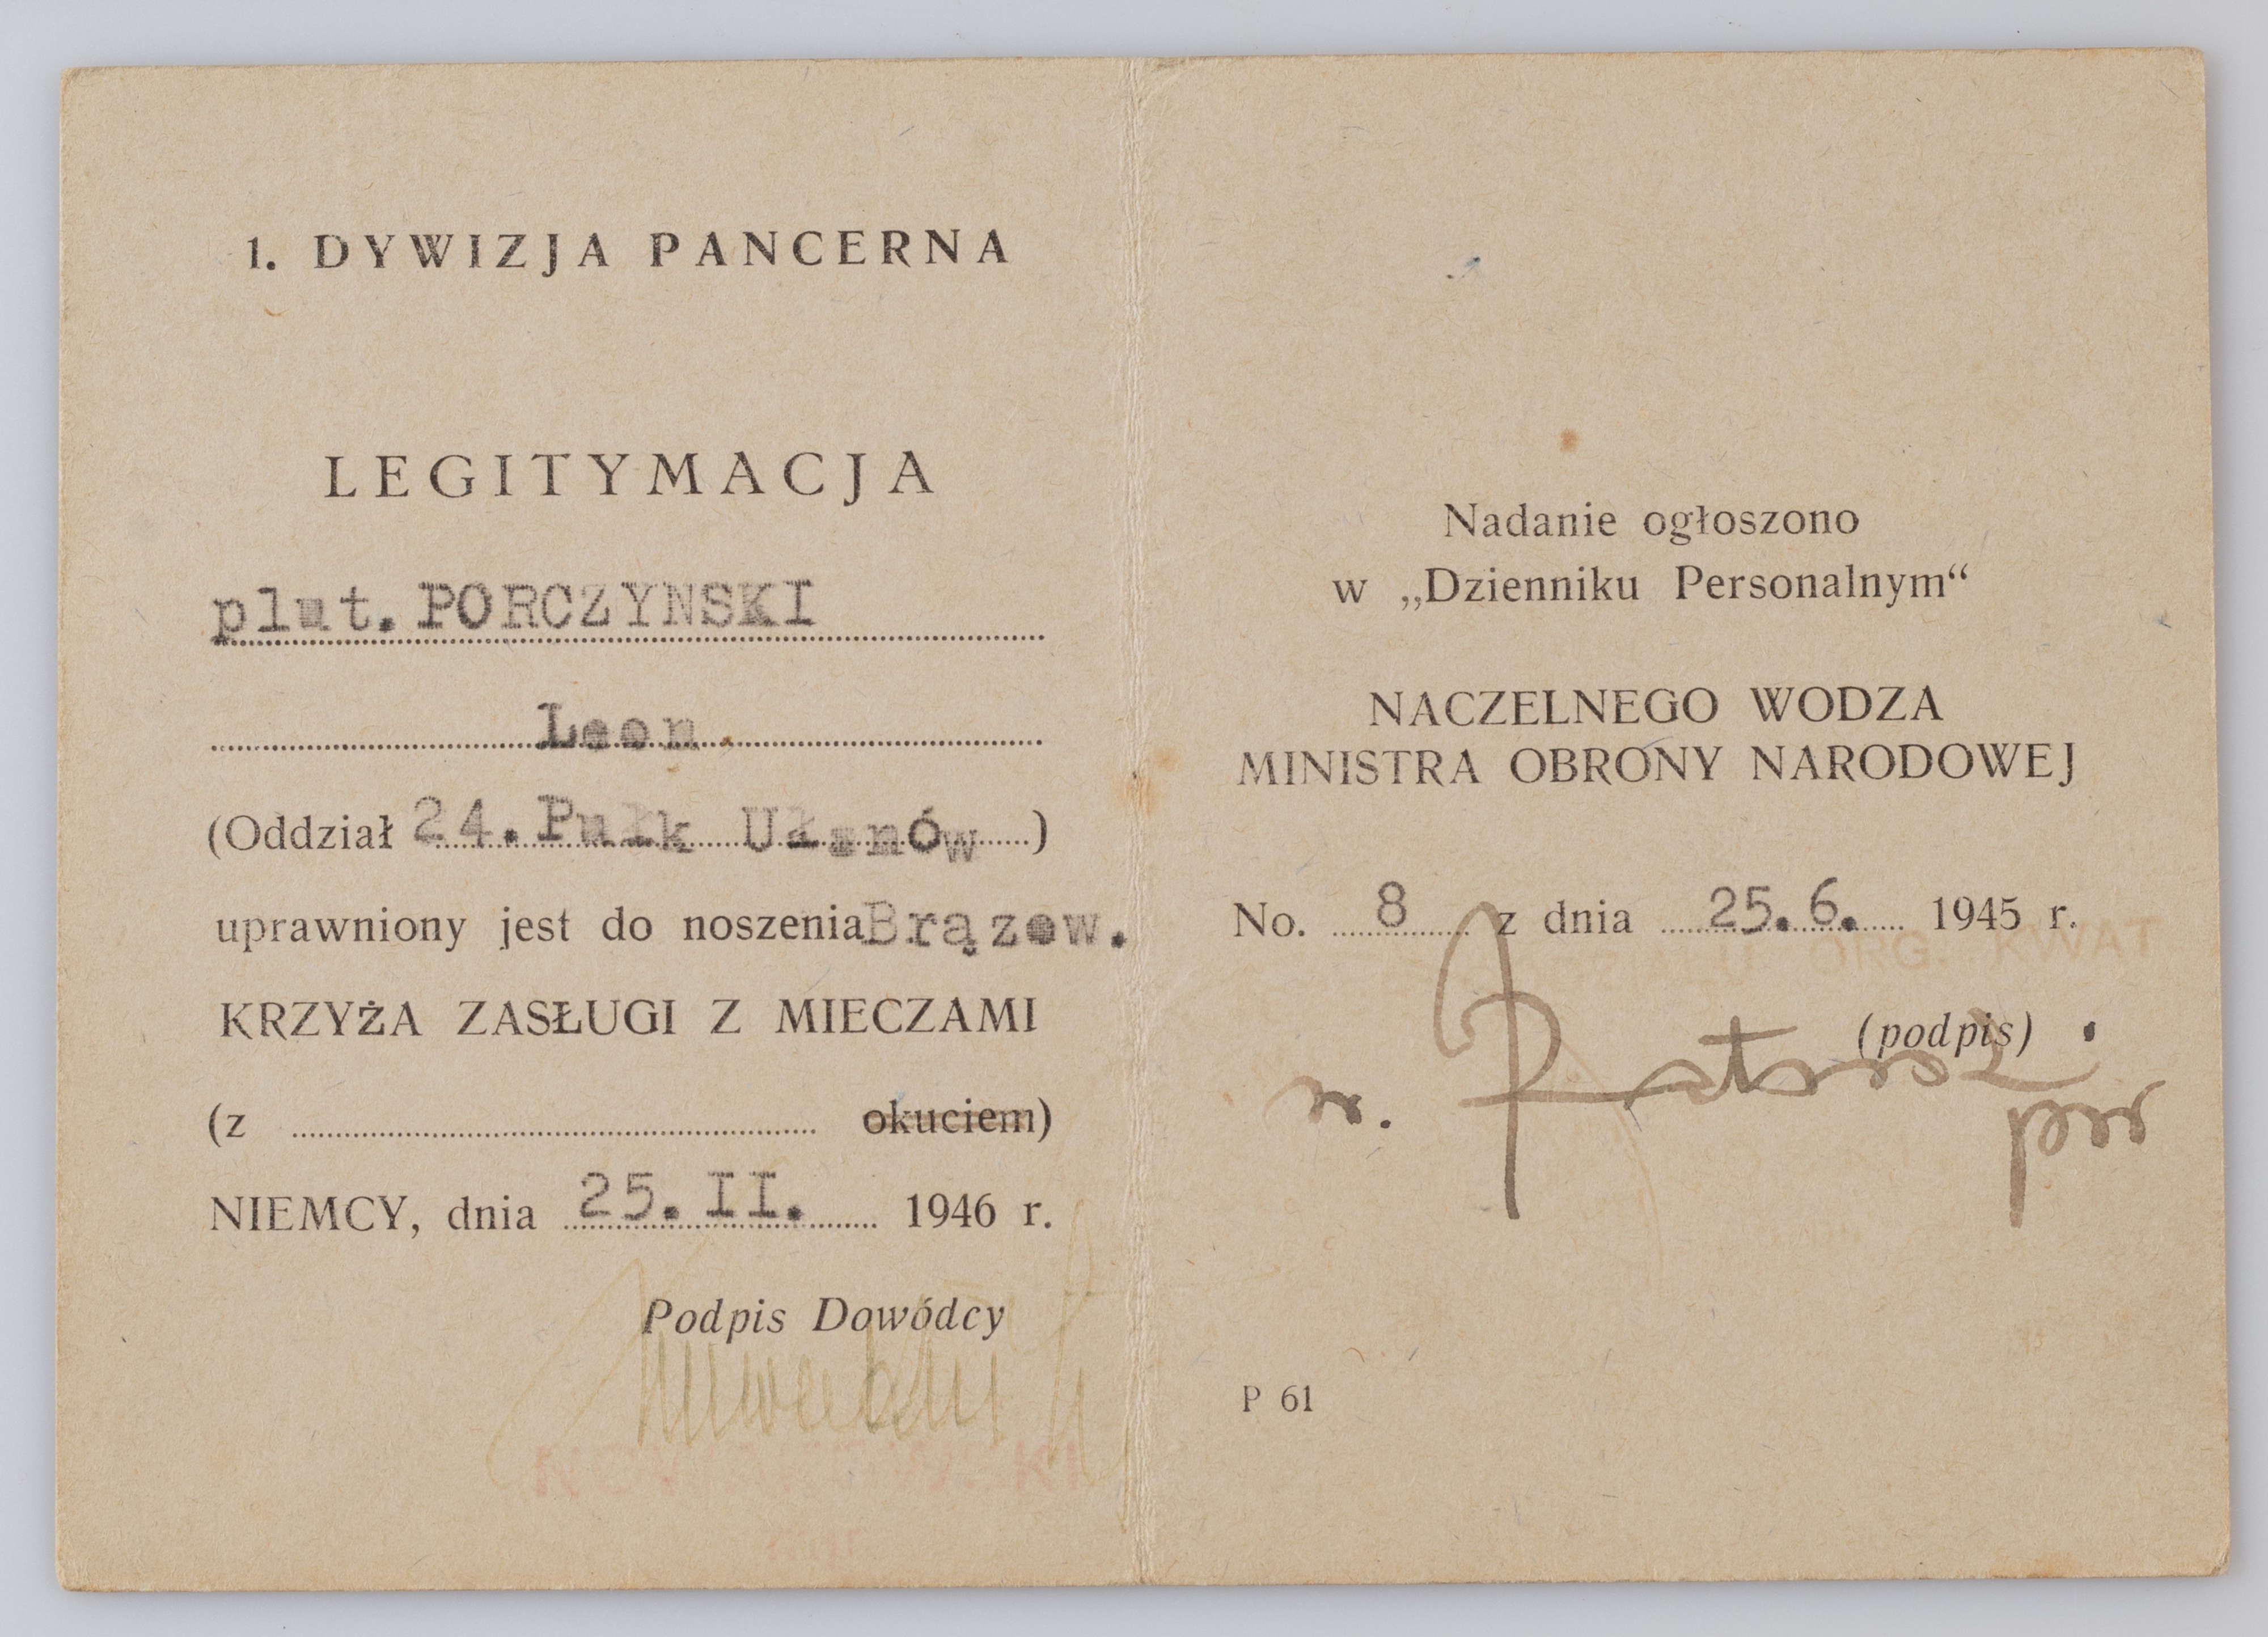 1. DYWIZJA PANCERNA
LEGITYMACJA
plut. PORCZYNSKI
Leon
(Oddział 24. Pułk Ułanów)
uprawniony jest do noszenia Brązow.
KRZYŻA ZASŁUGI Z MIECZAMI
(z okuciem)
NIEMCY, dnia 25. II. 1946 r.
Podpis Dowódcy
Nadanie ogłoszono
w „Dzienniku Personalnym“
NACZELNEGO WODZA
MINISTRA OBRONY NARODOWEJ
No. 8 z dnia 25. 6. 1945 r.
ORG. KWAT
(podpis)
P 61